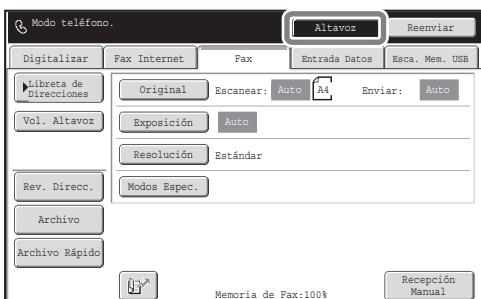 Modo teléfono.
Altavoz
Reenviar
Digitalizar
Fax Internet
Fax
Entrada Datos
Esca. Mem. USB
Libreta de
Direcciones
Original
Escanear:
Auto
A4
Enviar:
Auto
Vol. Altavoz
Exposición
Auto
Resolución
Estándar
Rev. Direcc.
Modos Espec.
Archivo
Archivo Rápido
Memoria de Fax:100%
Recepción
Manual